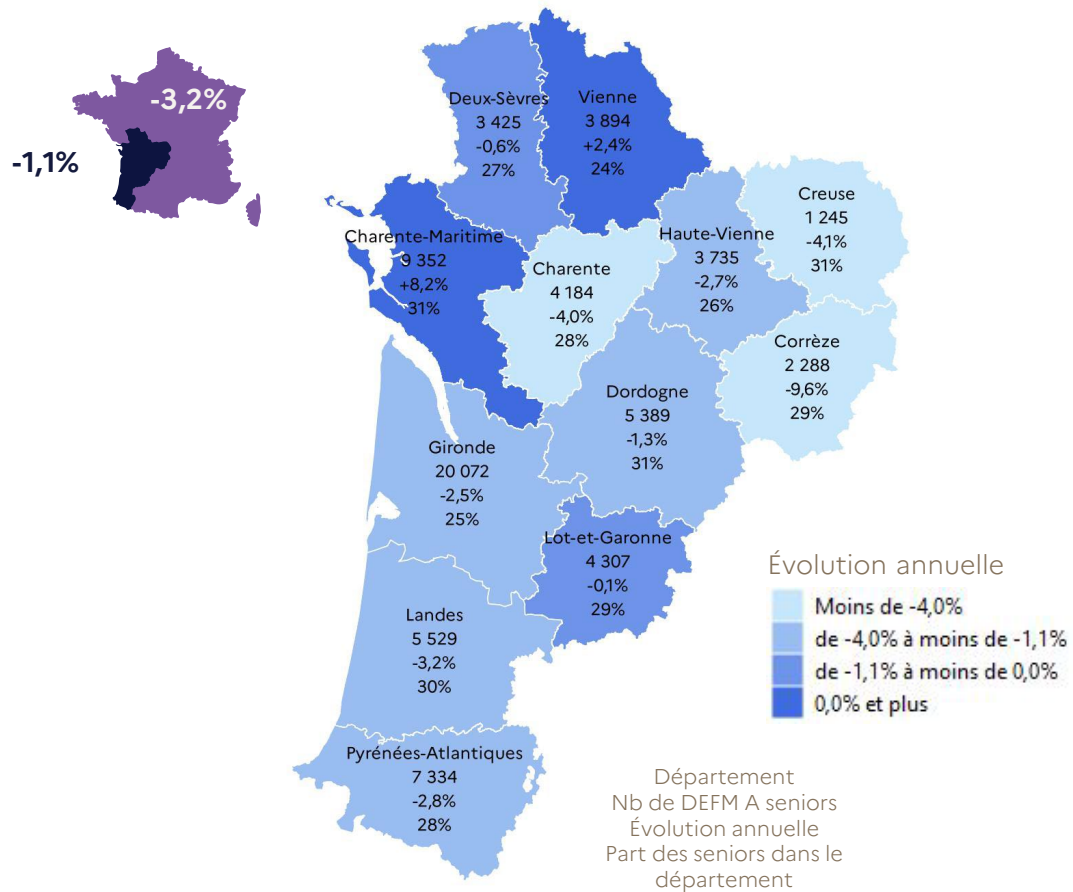 -3,2%
-1,1%
Deux-Sèvres
3 425
-0,6%
27%
Vienne
3 894
+2,4%
24%
Creuse
1 245
-4,1%
31%
Charente-Maritime
9 352
+8,2%
31%
Haute-Vienne
3 735
-2,7%
26%
Charente
4 184
-4,0%
28%
Corrèze
2 288
-9,6%
29%
Dordogne
5 389
-1,3%
31%
Gironde
20 072
-2,5%
25%
Lot-et-Garonne
4 307
-0,1%
29%
Landes
5 529
-3,2%
30%
Pyrénées-Atlantiques
7 334
-2,8%
28%
Évolution annuelle
Moins de -4,0%
de -4,0% à moins de -1,1%
de -1,1% à moins de 0,0%
0,0% et plus
Département
Nb de DEFM A seniors
Évolution annuelle
Part des seniors dans le
département